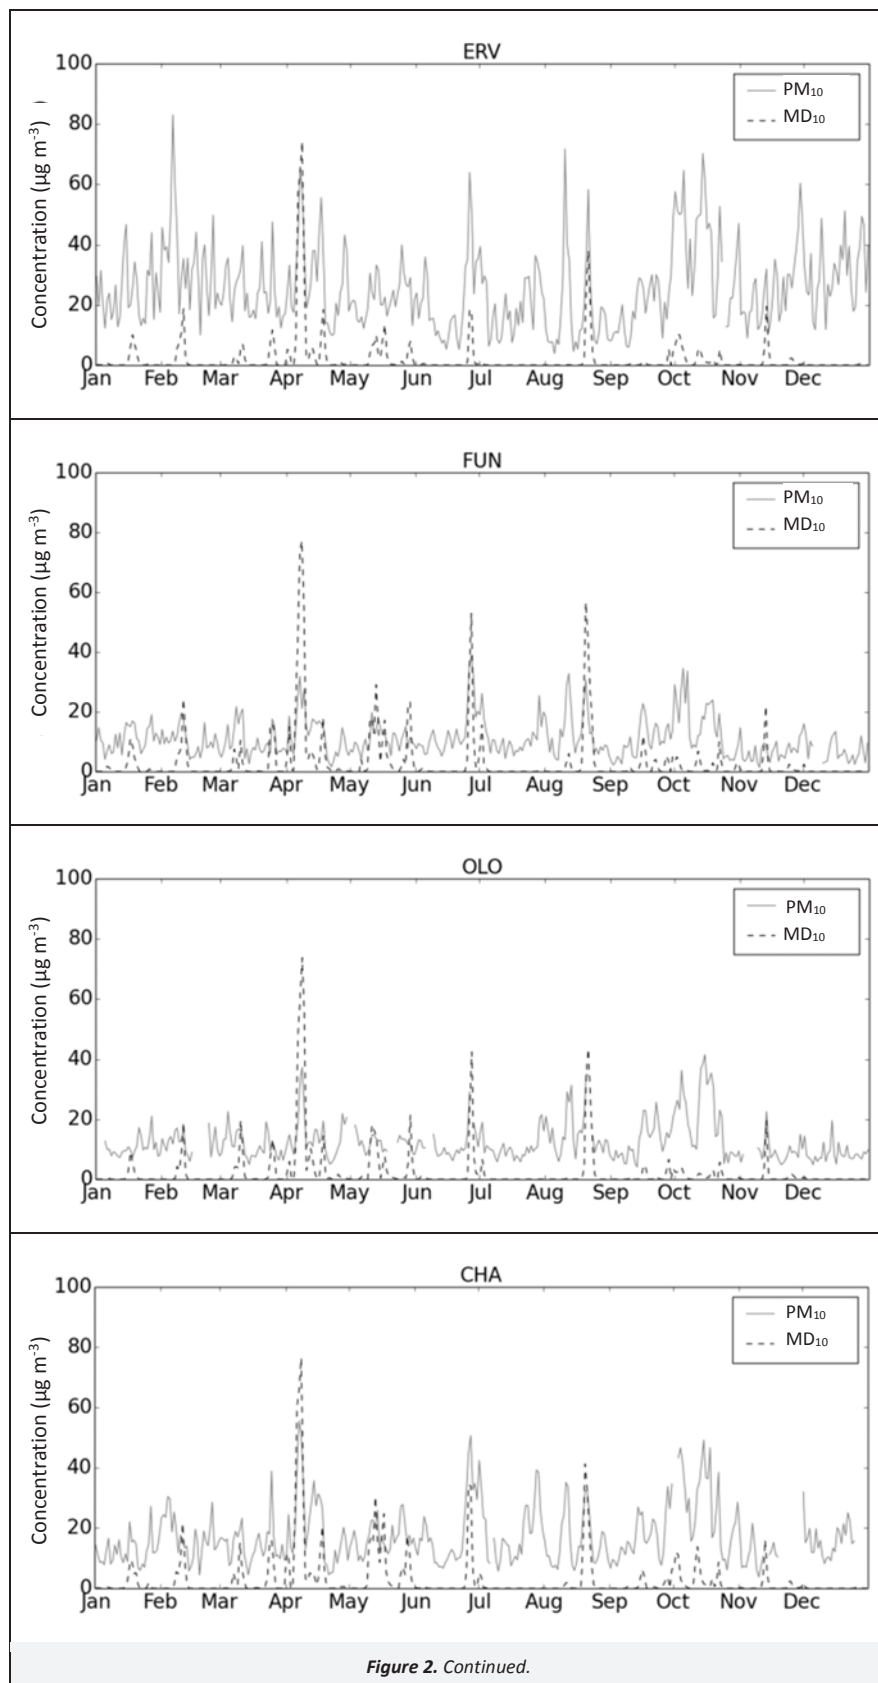 ERV
Concentration (µg m-3) )
100
80
60
40
20
0
PM10
MD10
Jan Feb Mar Apr May Jun Jul Aug Sep Oct Nov Dec
FUN
Concentration (µg m-3)
100
80
60
40
20
0
PM10
MD10
Jan Feb Mar Apr May Jun Jul Aug Sep Oct Nov Dec
OLO
Concentration (µg m-3)
100
80
60
40
20
0
PM10
MD10
Jan Feb Mar Apr May Jun Jul Aug Sep Oct Nov Dec
CHA
Concentration (µg m-3)
100
80
60
40
20
0
PM10
MD10
Jan Feb Mar Apr May Jun Jul Aug Sep Oct Nov Dec
Figure 2. Continued.